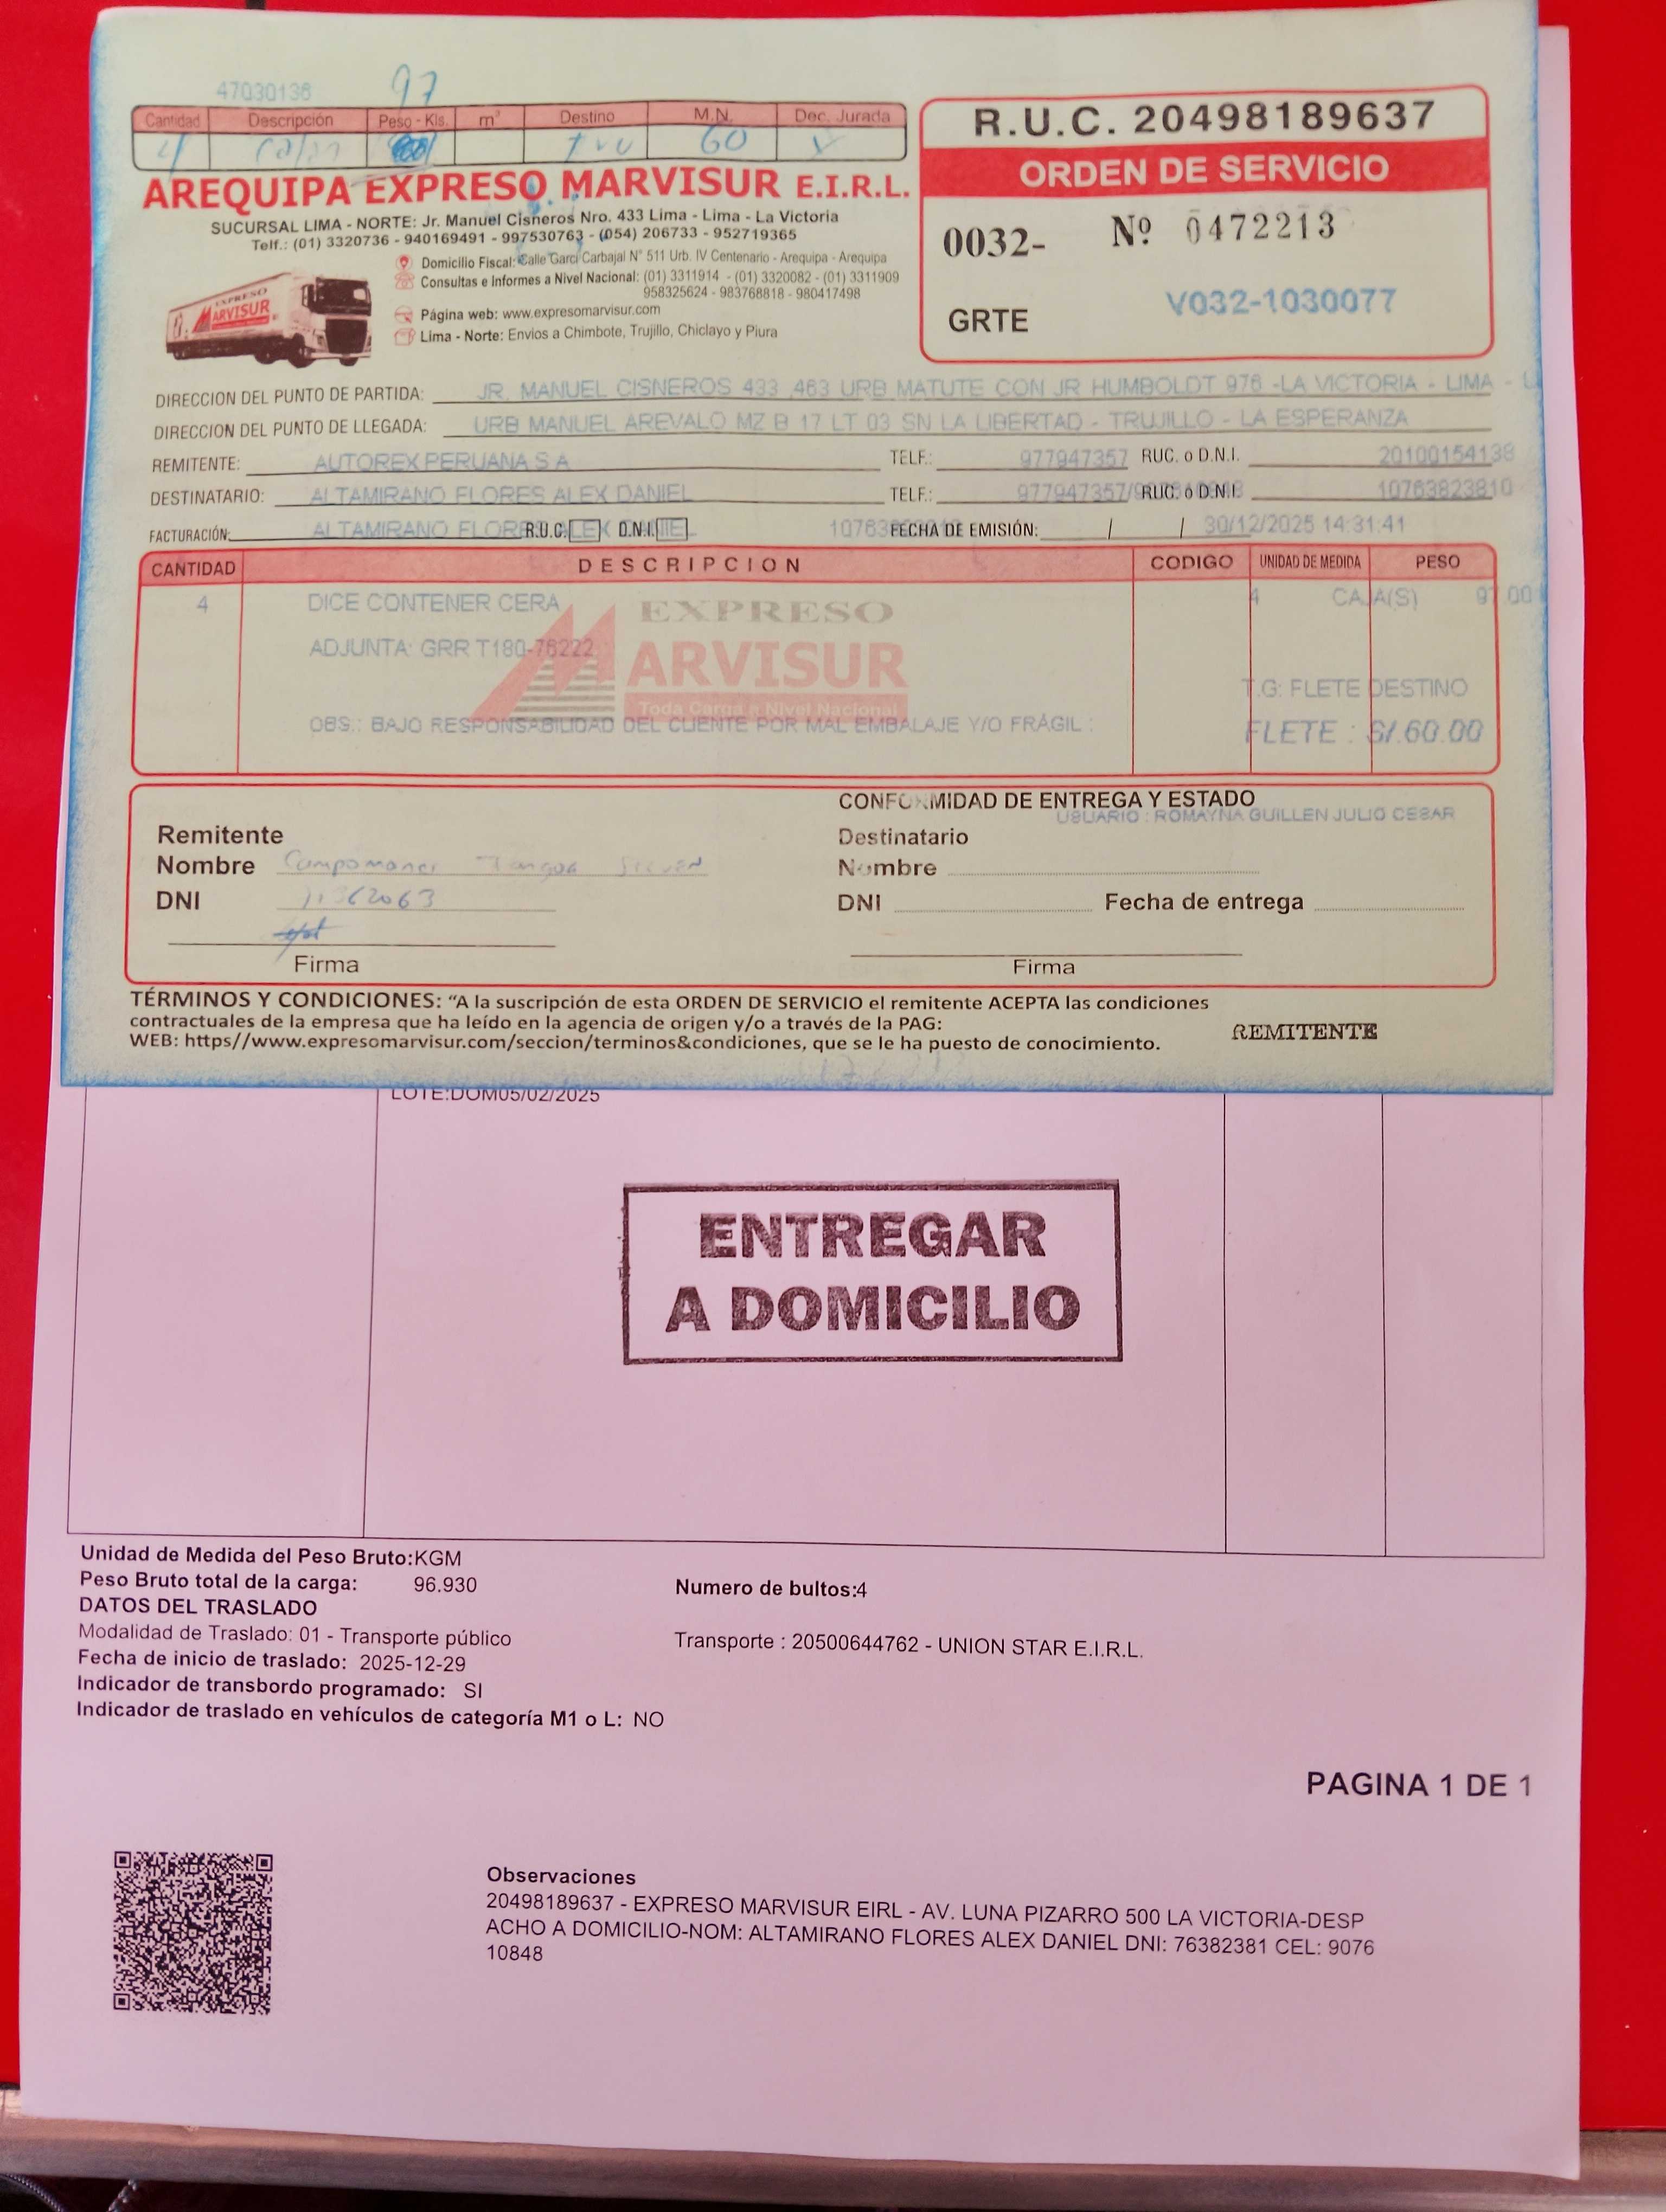 47030136 97
Cantidad Descripción Peso - Kls. m³ Destino M.N. Dec. Jurada
4 60
R.U.C. 20498189637
ORDEN DE SERVICIO
0032- Nº 0472213
GRTE V032-1030077
AREQUIPA EXPRESO MARVISUR E.I.R.L.
SUCURSAL LIMA - NORTE: Jr. Manuel Cisneros Nro. 433 Lima - Lima - La Victoria
Telf.: (01) 3320736 - 940169491 - 997530763 - (054) 206733 - 952719365
Domicilio Fiscal: Calle Garci Carbajal N° 511 Urb. IV Centenario - Arequipa - Arequipa
Consultas e Informes a Nivel Nacional: (01) 3311914 - (01) 3320082 - (01) 3311909
958325624 - 983768818 - 980417498
Página web: www.expresomarvisur.com
Lima - Norte: Envios a Chimbote, Trujillo, Chiclayo y Piura
EXPRESO
MARVISUR
DIRECCION DEL PUNTO DE PARTIDA: JR. MANUEL CISNEROS 433 ,463 URB MATUTE CON JR HUMBOLDT 976 -LA VICTORIA - LIMA -
DIRECCION DEL PUNTO DE LLEGADA: URB MANUEL AREVALO MZ B 17 LT 03 SN LA LIBERTAD - TRUJILLO - LA ESPERANZA
REMITENTE: AUTOREX PERUANA S A TELF.: 977947357 RUC. o D.N.I. 20100154138
DESTINATARIO: ALTAMIRANO FLORES ALEX DANIEL TELF.: 977947357/ RUC. o D.N.I. 10763823810
FACTURACIÓN: ALTAMIRANO R.U.C. D.N.I. FECHA DE EMISIÓN: / / 30/12/2025 14:31:41
CANTIDAD DESCRIPCION CODIGO UNIDAD DE MEDIDA PESO
4 DICE CONTENER CERA 4 CAJA(S) 97.00
ADJUNTA: GRR T180-76222
EXPRESO
MARVISUR
Toda Carga a Nivel Nacional
T.G: FLETE DESTINO
OBS.: BAJO RESPONSABILIDAD DEL CLIENTE POR MAL EMBALAJE Y/O FRÁGIL :
FLETE : S/.60.00
CONFORMIDAD DE ENTREGA Y ESTADO
USUARIO : ROMAYNA GUILLEN JULIO CESAR
Remitente Destinatario
Nombre Nombre
DNI DNI Fecha de entrega
Firma Firma
TÉRMINOS Y CONDICIONES: “A la suscripción de esta ORDEN DE SERVICIO el remitente ACEPTA las condiciones
contractuales de la empresa que ha leído en la agencia de origen y/o a través de la PAG:
WEB: https//www.expresomarvisur.com/seccion/terminos&condiciones, que se le ha puesto de conocimiento.
REMITENTE
LOTE:DOM05/02/2025
ENTREGAR
A DOMICILIO
Unidad de Medida del Peso Bruto:KGM
Peso Bruto total de la carga: 96.930 Numero de bultos:4
DATOS DEL TRASLADO
Modalidad de Traslado: 01 - Transporte público Transporte : 20500644762 - UNION STAR E.I.R.L.
Fecha de inicio de traslado: 2025-12-29
Indicador de transbordo programado: SI
Indicador de traslado en vehículos de categoría M1 o L: NO
PAGINA 1 DE 1
Observaciones
20498189637 - EXPRESO MARVISUR EIRL - AV. LUNA PIZARRO 500 LA VICTORIA-DESP
ACHO A DOMICILIO-NOM: ALTAMIRANO FLORES ALEX DANIEL DNI: 76382381 CEL: 9076
10848